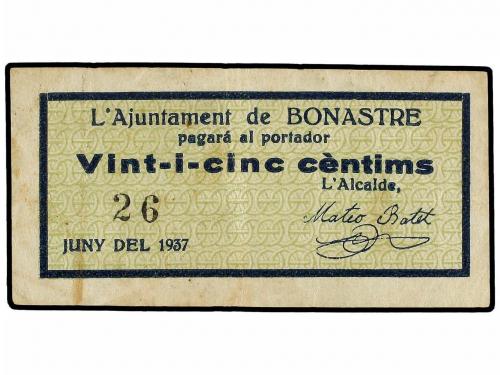 L'Ajuntament de BONASTRE
pagará al portador
Vint-i-cinc cèntims
L'Alcalde,
26
Mateo Batet
JUNY DEL 1937